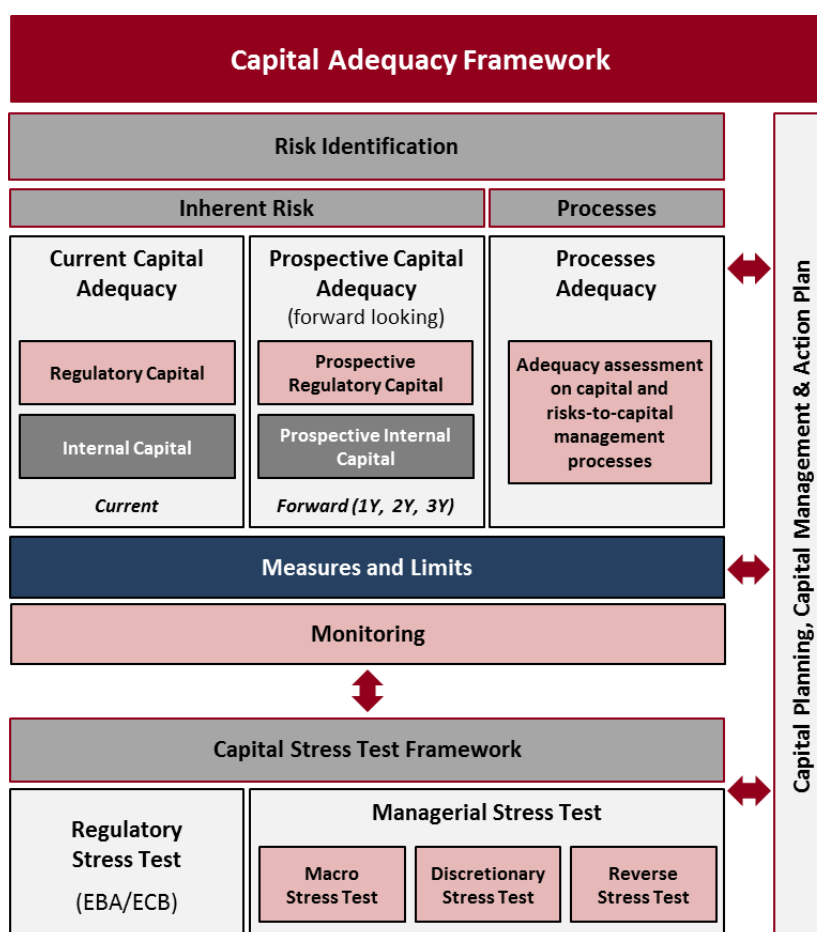 Capital Adequacy Framework
Risk Identification
Inherent Risk
Processes
Current Capital
Adequacy
Regulatory Capital
Internal Capital
Current
Prospective Capital
Adequacy
(forward looking)
Prospective
Regulatory Capital
Prospective Internal
Capital
Forward (1Y, 2Y, 3Y)
Processes
Adequacy
Adequacy assessment
on capital and
risks-to-capital
management
processes
Measures and Limits
Monitoring
Capital Stress Test Framework
Regulatory
Stress Test
(EBA/ECB)
Managerial Stress Test
Macro
Stress Test
Discretionary
Stress Test
Reverse
Stress Test
Capital Planning, Capital Management & Action Plan